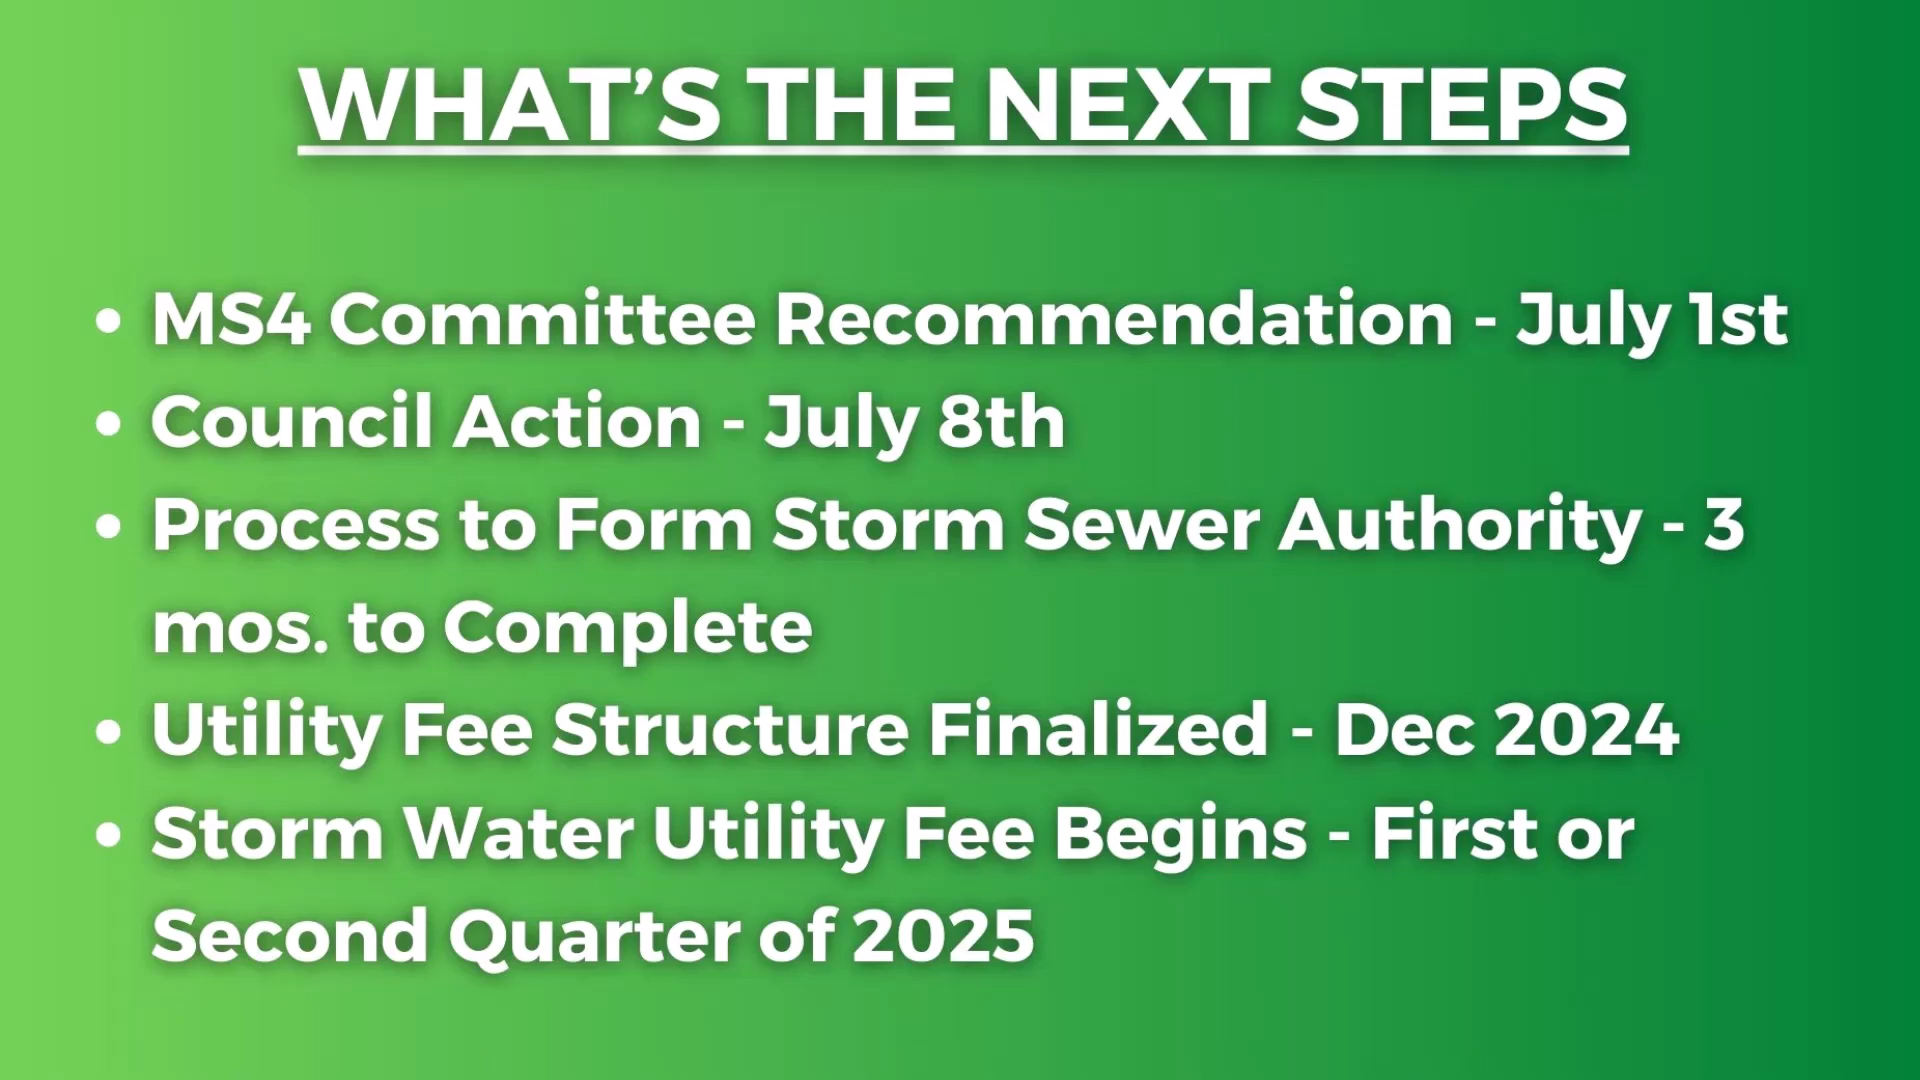 WHAT’S THE NEXT STEPS
• MS4 Committee Recommendation - July 1st
• Council Action - July 8th
• Process to Form Storm Sewer Authority - 3
mos. to Complete
• Utility Fee Structure Finalized - Dec 2024
• Storm Water Utility Fee Begins - First or
Second Quarter of 2025